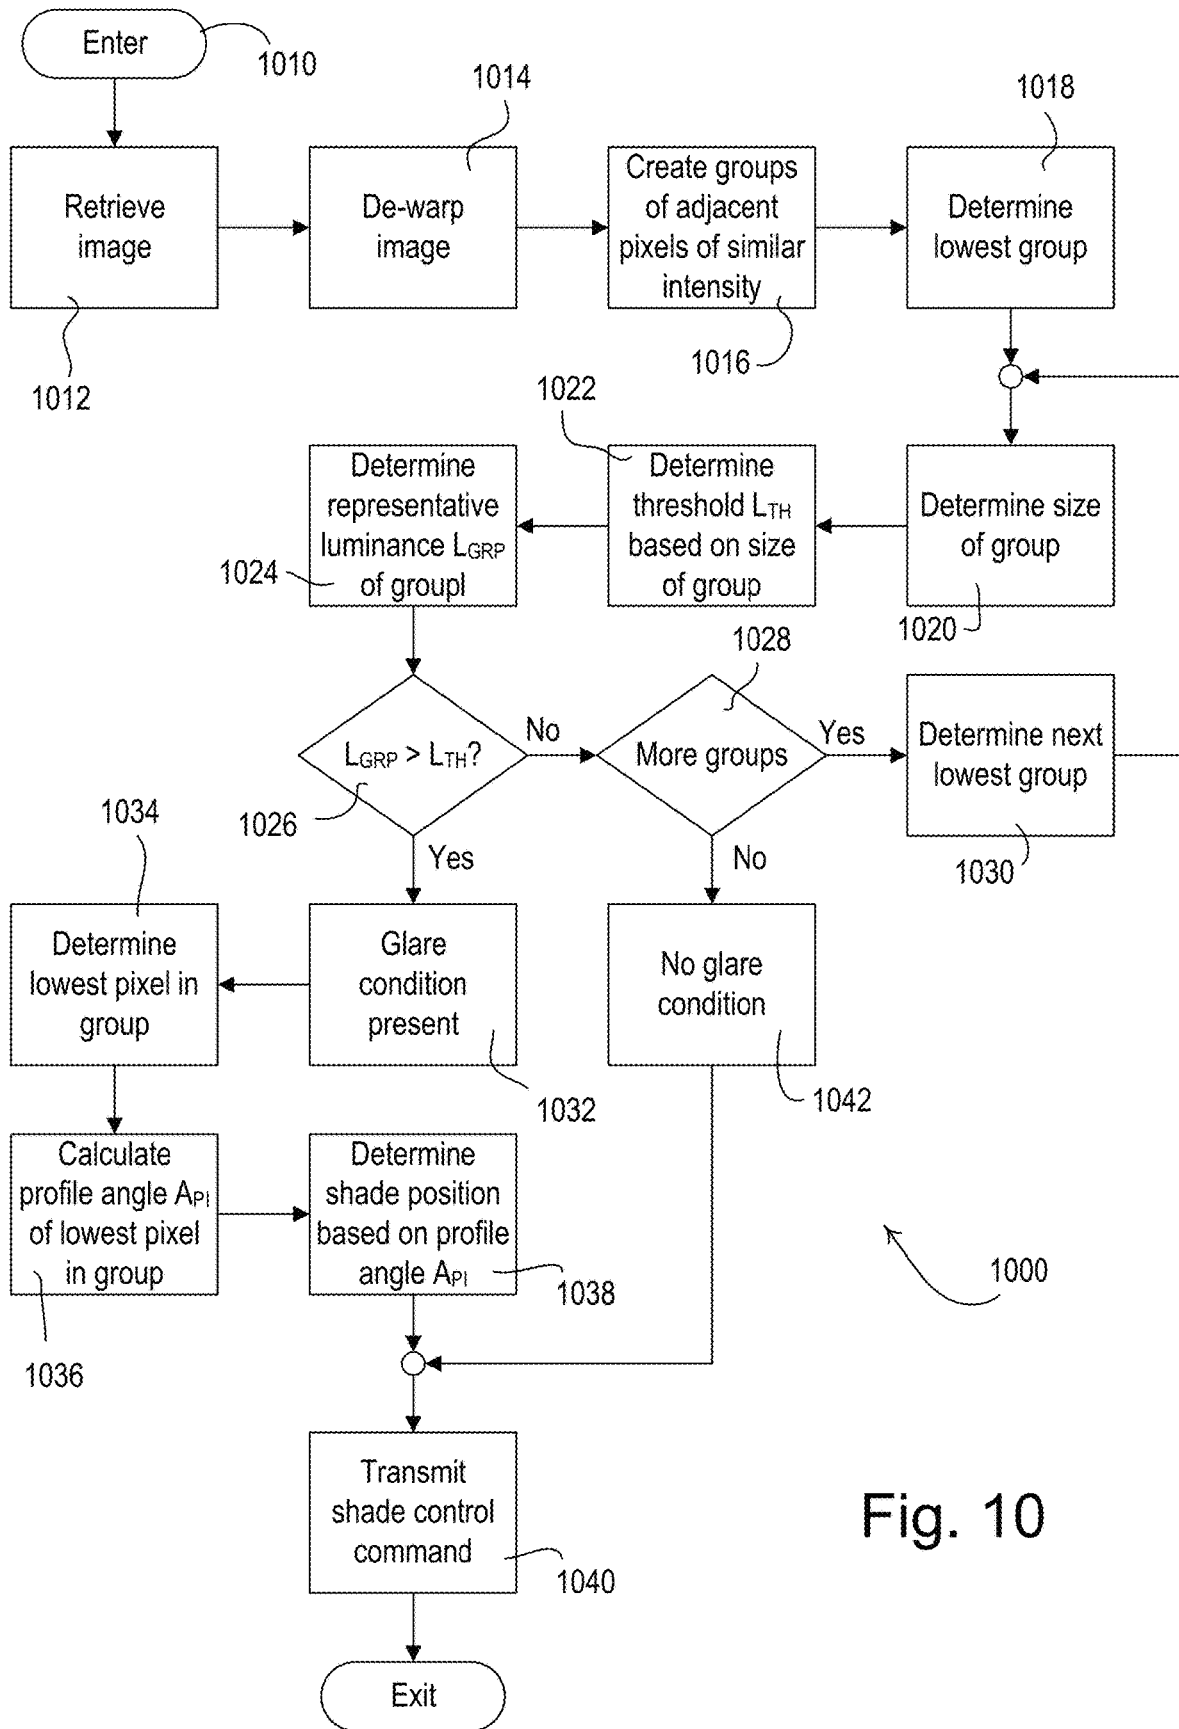 Enter
1010
1014
1018
Retrieve
image
De-warp
image
Create groups
of adjacent
pixels of similar
intensity
Determine
lowest group
1012
1016
1022
Determine
representative
luminance LGRP
of groupl
Determine
threshold LTH
based on size
of group
Determine size
of group
1024
1020
1028
LGRP > LTH?
No
More groups
Yes
Determine next
lowest group
1026
1034
Yes
No
1030
Determine
lowest pixel in
group
Glare
condition
present
No glare
condition
1032
1042
Calculate
profile angle API
of lowest pixel
in group
Determine
shade position
based on profile
angle API
1038
1000
1036
Transmit
shade control
command
1040
Fig. 10
Exit